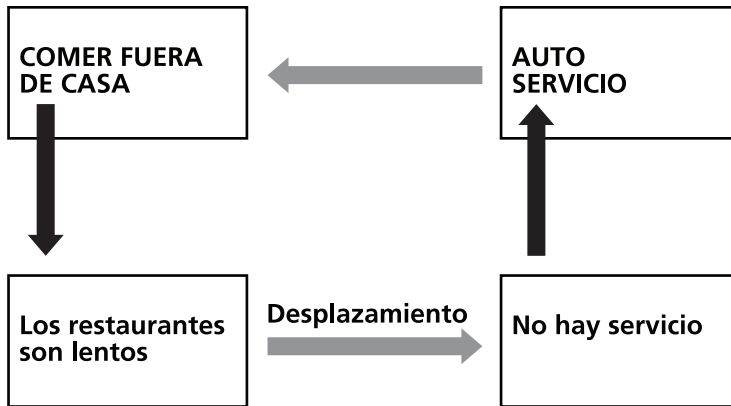 COMER FUERA
DE CASA
AUTO
SERVICIO
Los restaurantes
son lentos
Desplazamiento
No hay servicio